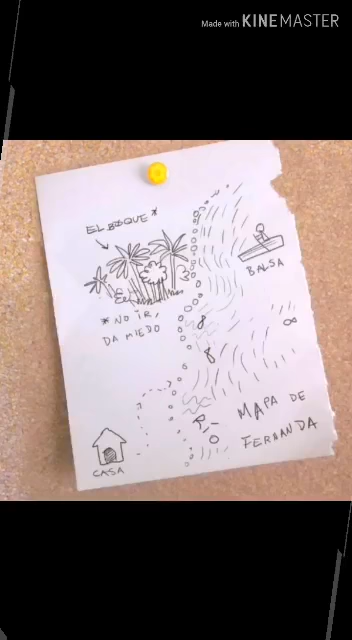 Made with KINEMASTER
EL BOSQUE*
BALSA
*NO IR,
DA MIEDO
RÍO
MAPA DE
FERNANDA
CASA